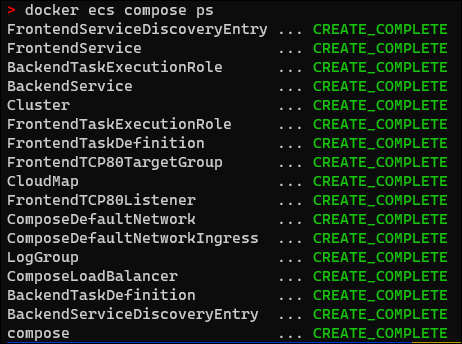 > docker ecs compose ps
FrontendServiceDiscoveryEntry ... CREATE_COMPLETE
FrontendService ... CREATE_COMPLETE
BackendTaskExecutionRole ... CREATE_COMPLETE
BackendService ... CREATE_COMPLETE
Cluster ... CREATE_COMPLETE
FrontendTaskExecutionRole ... CREATE_COMPLETE
FrontendTaskDefinition ... CREATE_COMPLETE
FrontendTCP80TargetGroup ... CREATE_COMPLETE
CloudMap ... CREATE_COMPLETE
FrontendTCP80Listener ... CREATE_COMPLETE
ComposeDefaultNetwork ... CREATE_COMPLETE
ComposeDefaultNetworkIngress ... CREATE_COMPLETE
LogGroup ... CREATE_COMPLETE
ComposeLoadBalancer ... CREATE_COMPLETE
BackendTaskDefinition ... CREATE_COMPLETE
BackendServiceDiscoveryEntry ... CREATE_COMPLETE
compose ... CREATE_COMPLETE